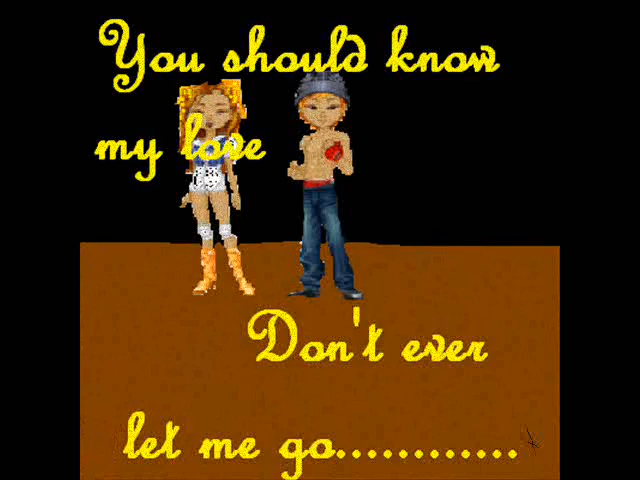 You should know
my love
Don't ever
let me go............